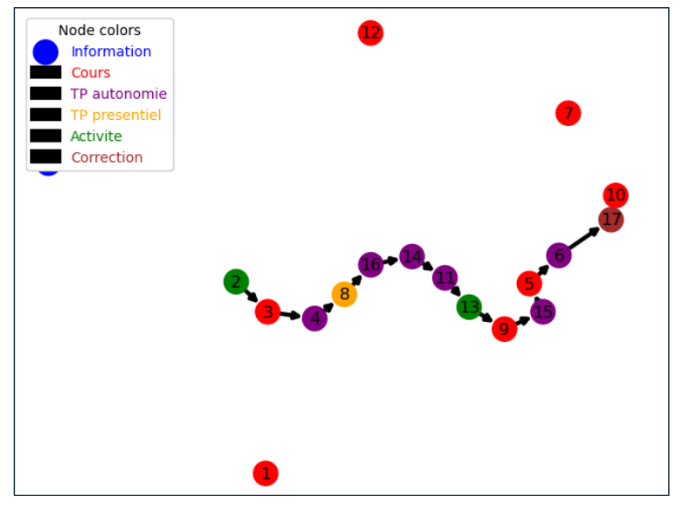 Node colors
Information
Cours
TP autonomie
TP presentiel
Activite
Correction
12
7
10
17
6
14
16
11
2
5
8
13
3
15
4
9
1